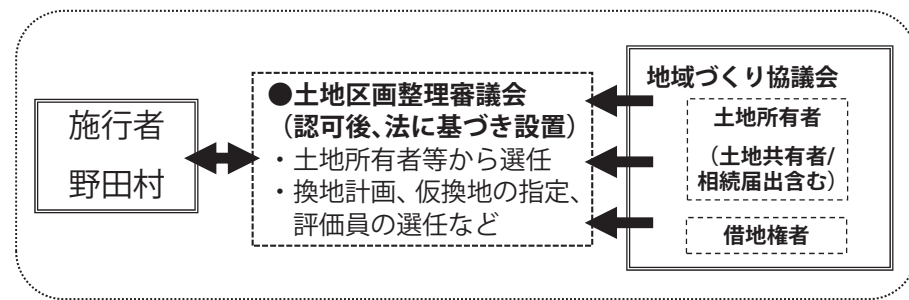 施行者
野田村
●土地区画整理審議会
（認可後、法に基づき設置）
・土地所有者等から選任
・換地計画、仮換地の指定、
評価員の選任など
地域づくり協議会
土地所有者
（土地共有者/
相続届出含む）
借地権者